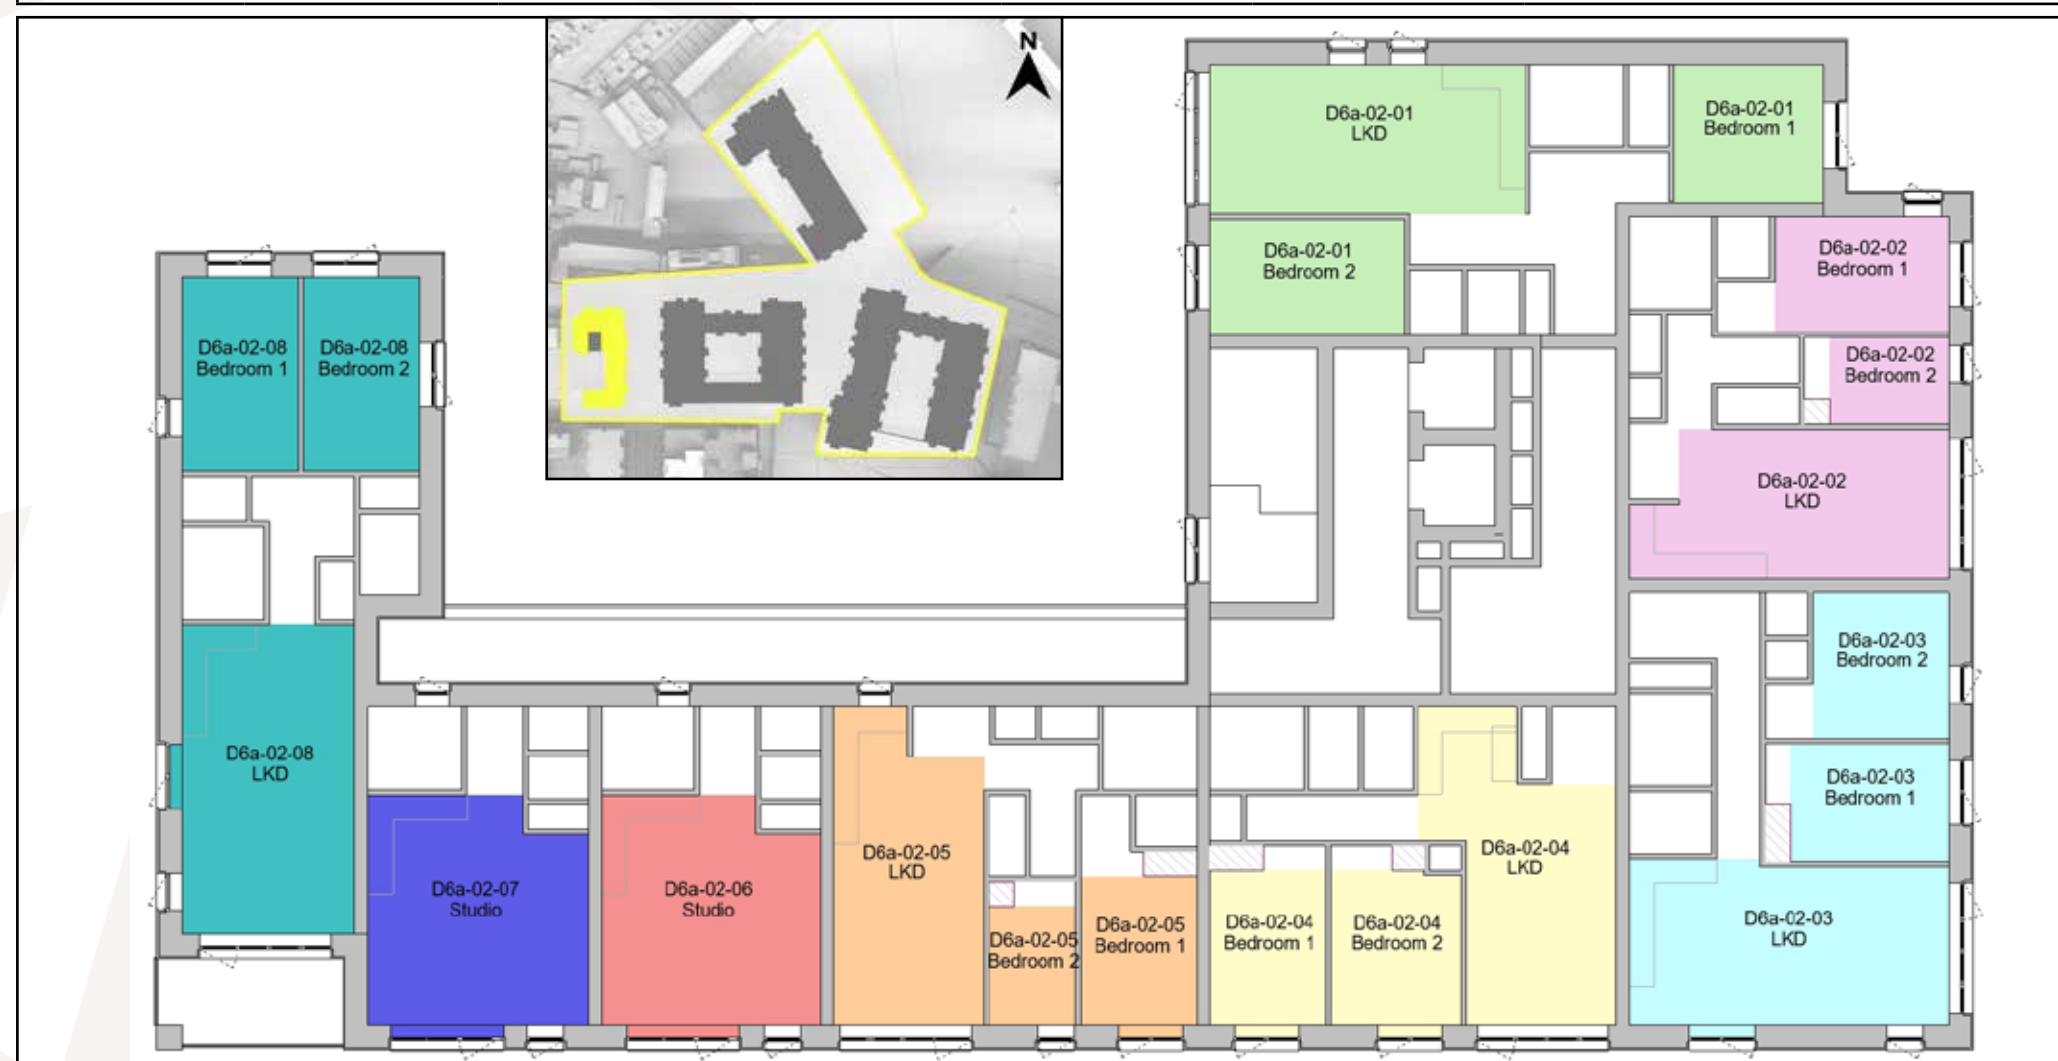 N
D6a-02-01
LKD
D6a-02-01
Bedroom 1
D6a-02-01
Bedroom 2
D6a-02-02
Bedroom 1
D6a-02-02
Bedroom 2
D6a-02-02
LKD
D6a-02-08
Bedroom 1
D6a-02-08
Bedroom 2
D6a-02-03
Bedroom 2
D6a-02-08
LKD
D6a-02-03
Bedroom 1
D6a-02-07
Studio
D6a-02-06
Studio
D6a-02-05
LKD
D6a-02-05
Bedroom 2
D6a-02-05
Bedroom 1
D6a-02-04
Bedroom 1
D6a-02-04
Bedroom 2
D6a-02-04
LKD
D6a-02-03
LKD